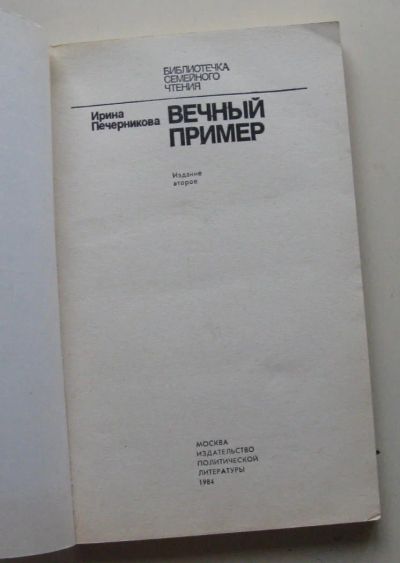 БИБЛИОТЕЧКА
СЕМЕЙНОГО
ЧТЕНИЯ
Ирина
Печерникова
ВЕЧНЫЙ
ПРИМЕР
Издание
второе
МОСКВА
ИЗДАТЕЛЬСТВО
ПОЛИТИЧЕСКОЙ
ЛИТЕРАТУРЫ
1984